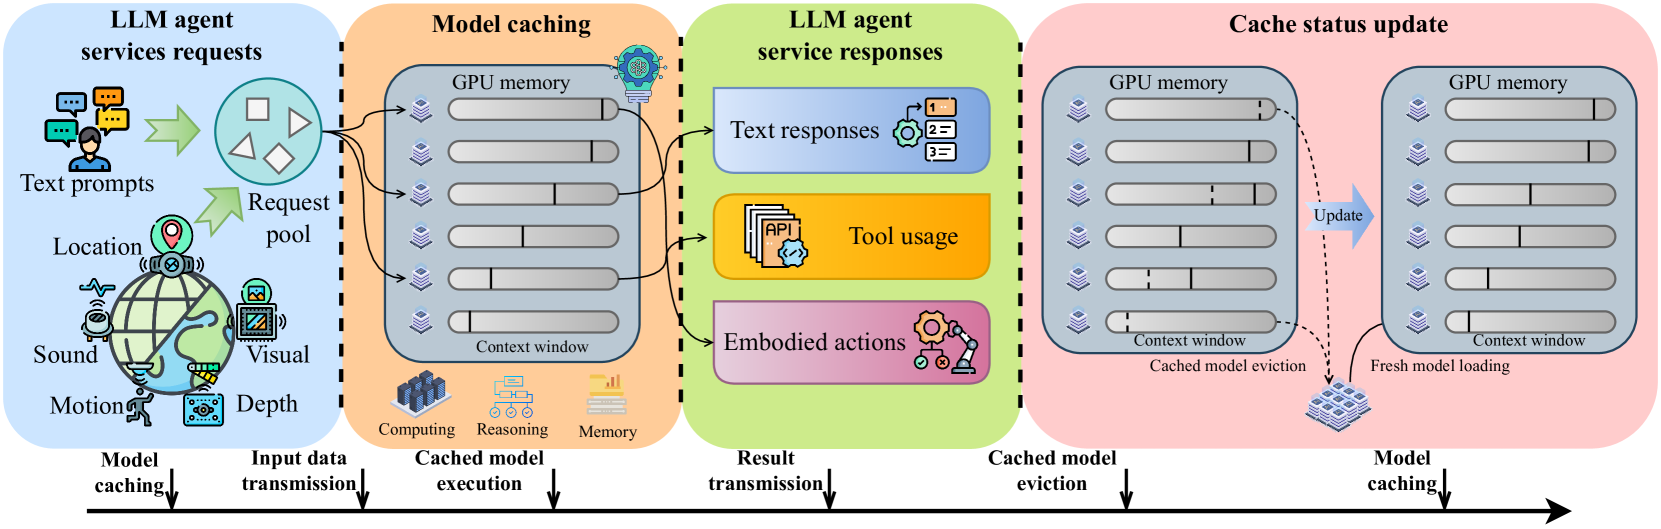 LLM agent
services requests
Text prompts
Request
pool
Location
Sound
Visual
Motion
Depth
Model caching
GPU memory
Context window
Computing
Reasoning
Memory
LLM agent
service responses
Text responses
1
2
3
API
Tool usage
Embodied actions
Cache status update
GPU memory
Context window
Cached model eviction
Update
GPU memory
Context window
Fresh model loading
Model
caching
Input data
transmission
Cached model
execution
Result
transmission
Cached model
eviction
Model
caching